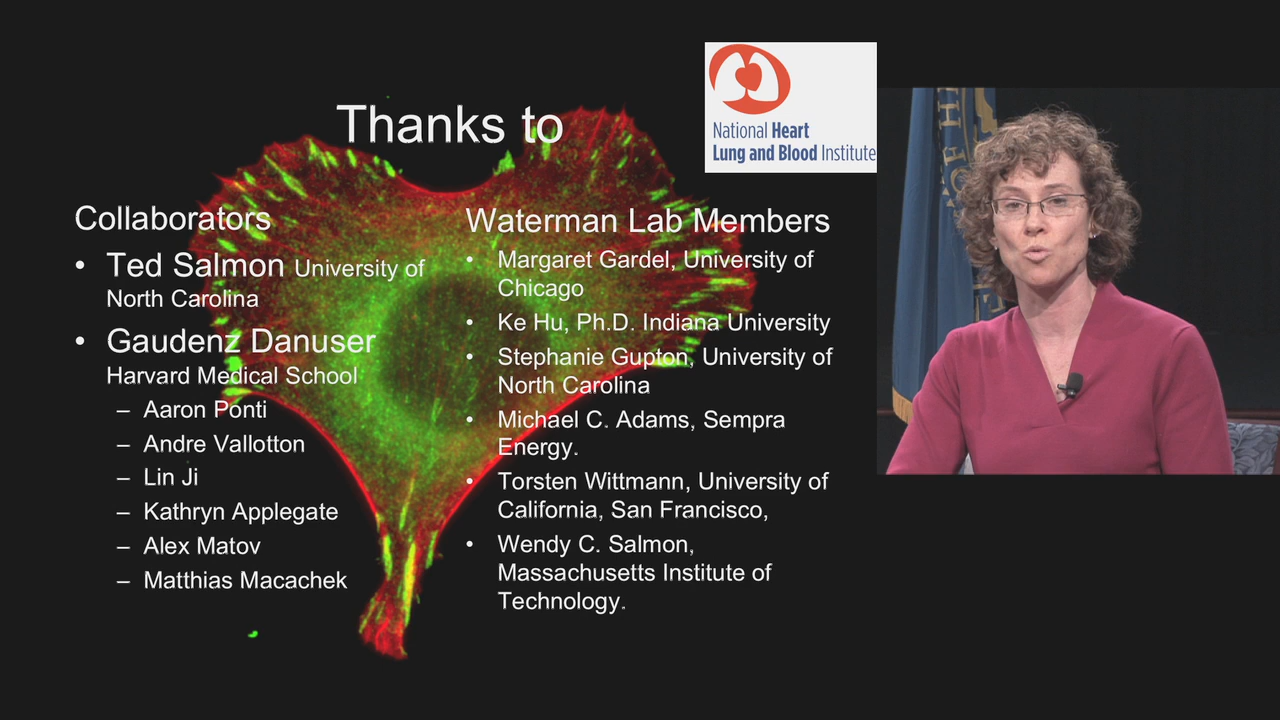 Thanks to
National Heart
Lung and Blood Institute
Collaborators
• Ted Salmon University of
North Carolina
• Gaudenz Danuser
Harvard Medical School
– Aaron Ponti
– Andre Vallotton
– Lin Ji
– Kathryn Applegate
– Alex Matov
– Matthias Macachek
Waterman Lab Members
• Margaret Gardel, University of
Chicago
• Ke Hu, Ph.D. Indiana University
• Stephanie Gupton, University of
North Carolina
• Michael C. Adams, Sempra
Energy.
• Torsten Wittmann, University of
California, San Francisco,
• Wendy C. Salmon,
Massachusetts Institute of
Technology.